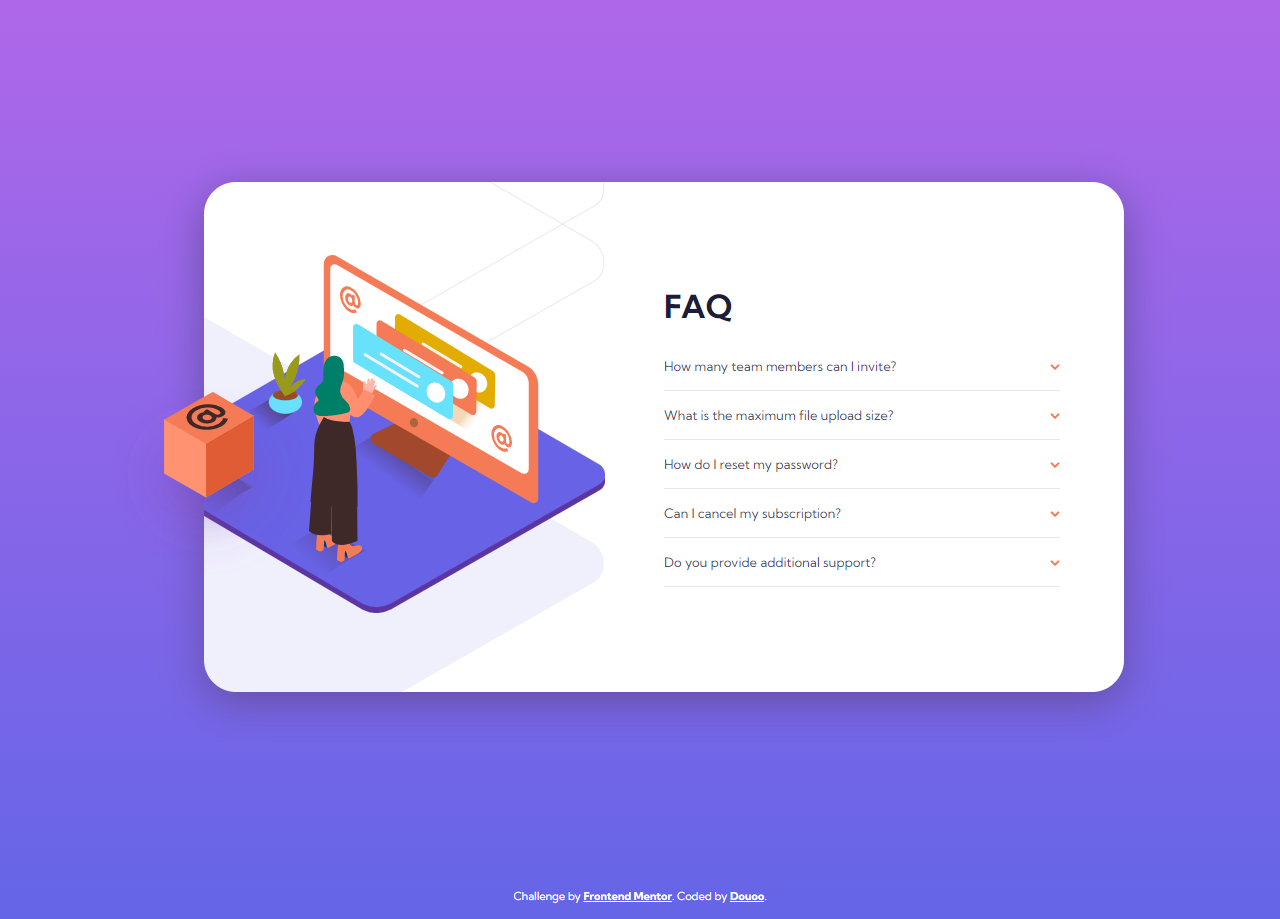 FAQ
How many team members can I invite?
What is the maximum file upload size?
How do I reset my password?
Can I cancel my subscription?
Do you provide additional support?
@
@
@
Challenge by Frontend Mentor. Coded by Douoo.